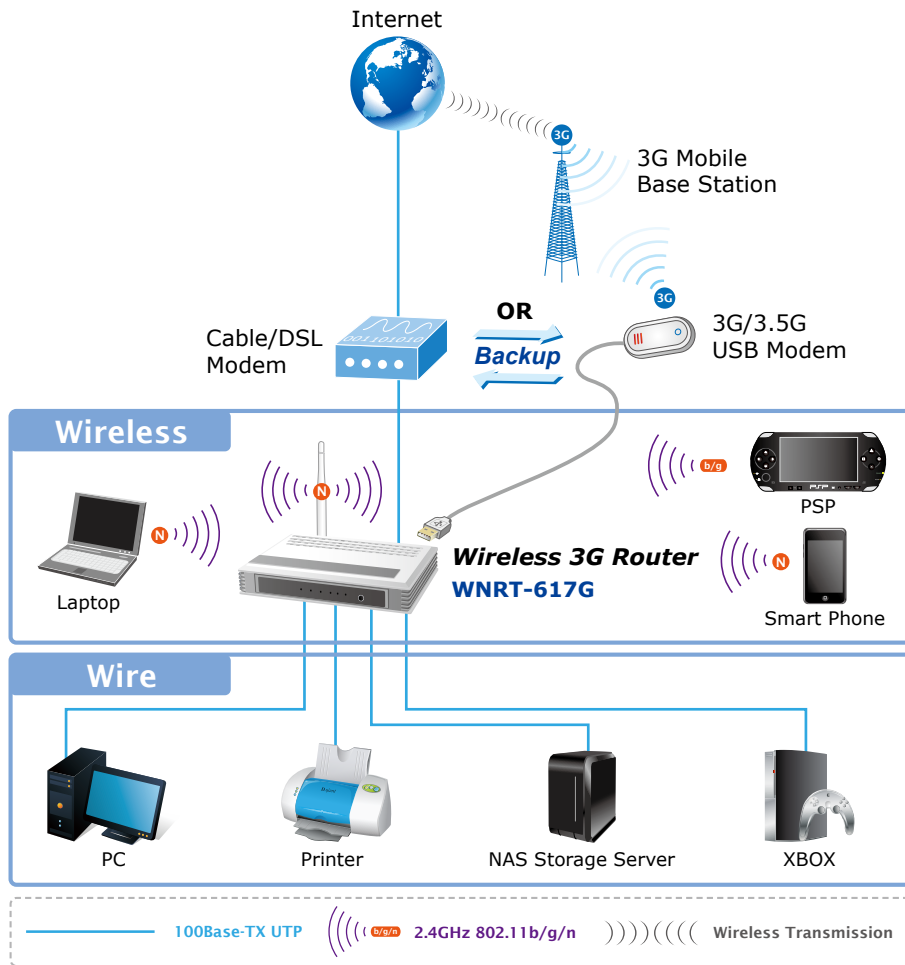 Internet
3G
3G Mobile
Base Station
3G
OR
Backup
001101010
Cable/DSL
Modem
3G/3.5G
USB Modem
Wireless
N
b/g
PSP
PSP
N
N
Laptop
Wireless 3G Router
WNRT-617G
Smart Phone
Wire
PC
Printer
NAS Storage Server
XBOX
100Base-TX UTP
b/g/n
2.4GHz 802.11b/g/n
Wireless Transmission